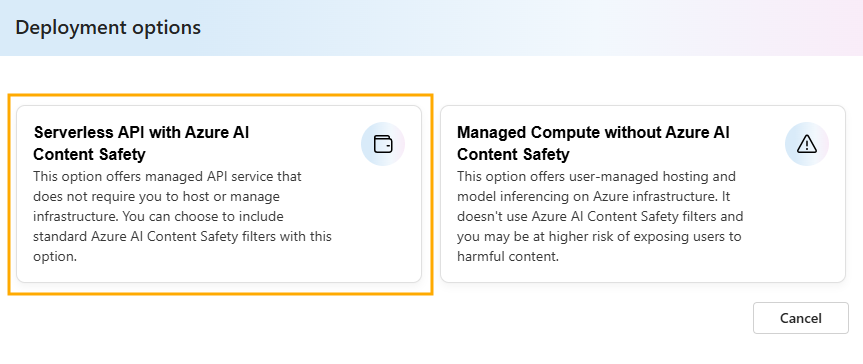 Deployment options
Serverless API with Azure AI
Content Safety
This option offers managed API service that
does not require you to host or manage
infrastructure. You can choose to include
standard Azure AI Content Safety filters with this
option.
Managed Compute without Azure AI
Content Safety
This option offers user-managed hosting and
model inferencing on Azure infrastructure. It
doesn't use Azure AI Content Safety filters and
you may be at higher risk of exposing users to
harmful content.
Cancel